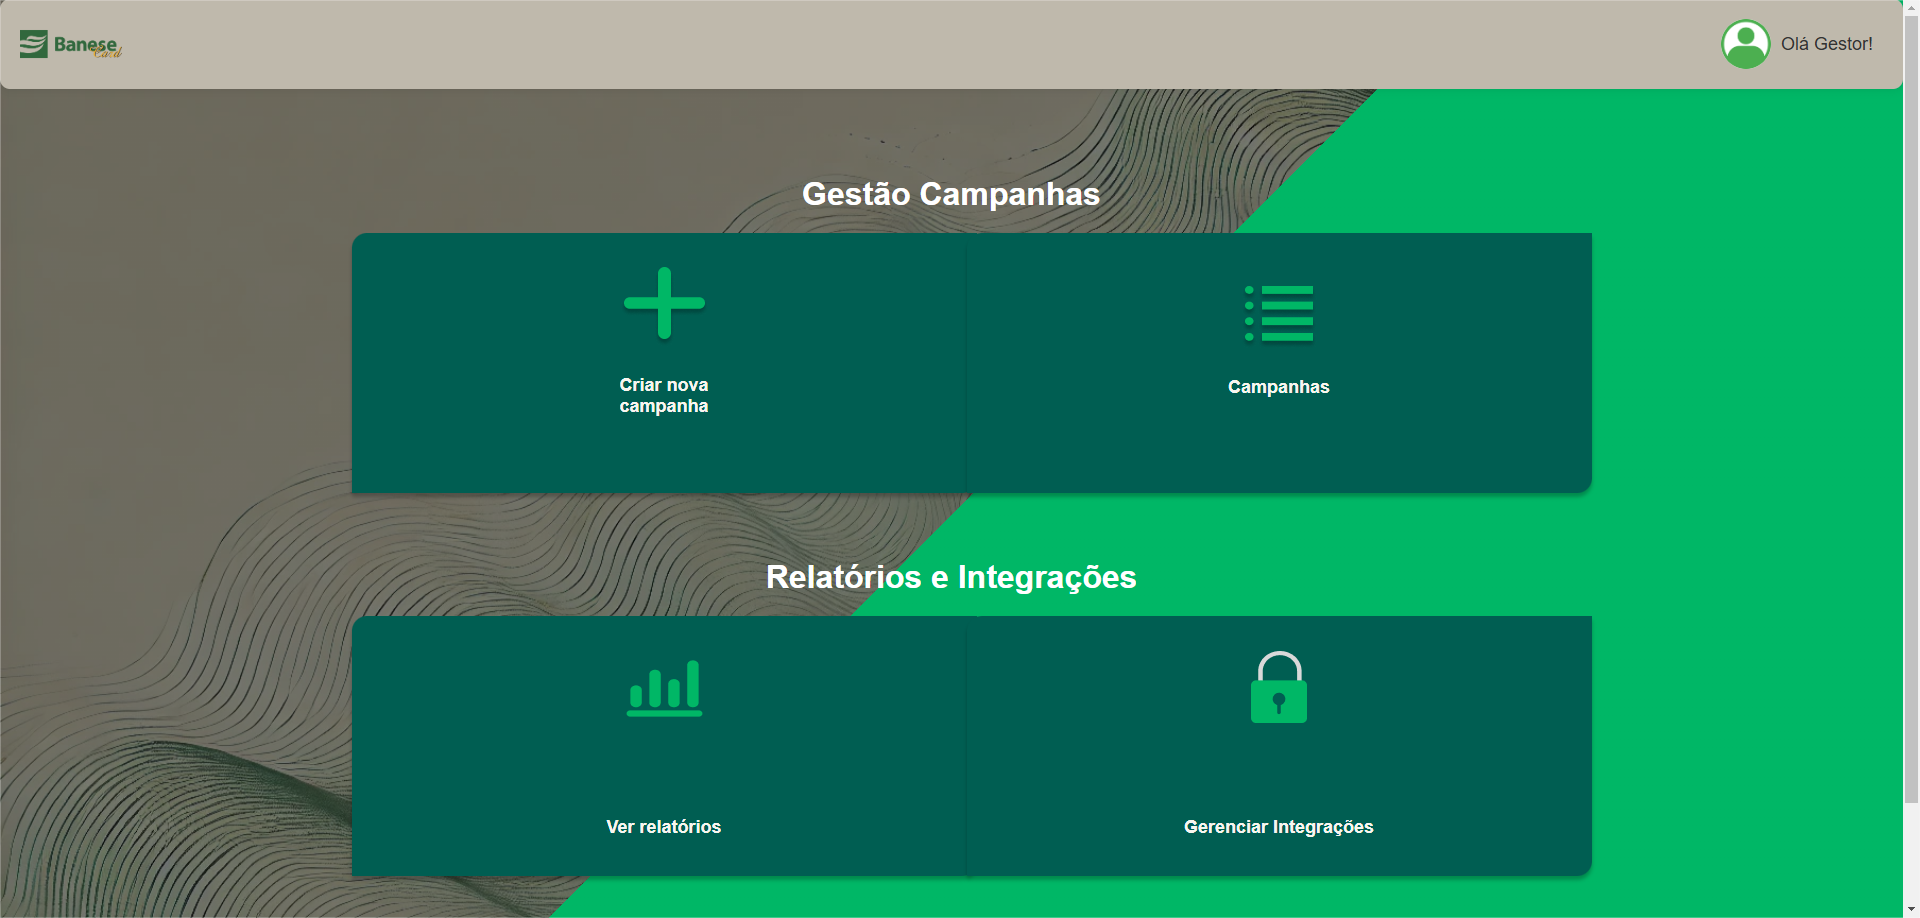 Banese
Card
Olá Gestor!
Gestão Campanhas
Criar nova
campanha
Campanhas
Relatórios e Integrações
Ver relatórios
Gerenciar Integrações